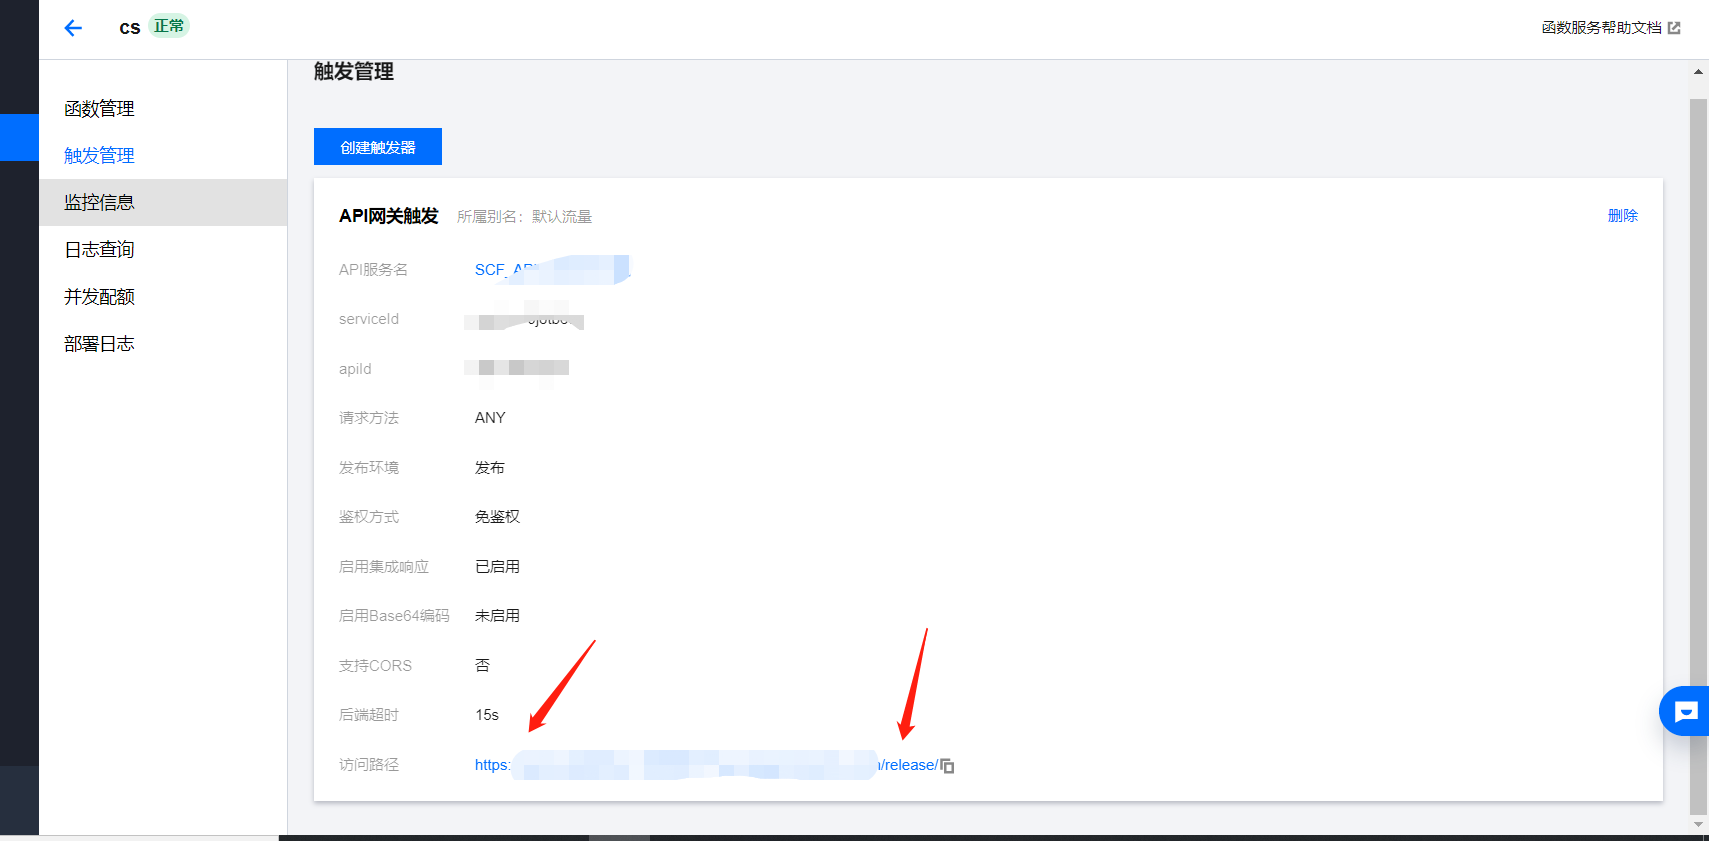 cs 正常
函数服务帮助文档
函数管理
触发管理
监控信息
日志查询
并发配额
部署日志
触发管理
创建触发器
API网关触发 所属别名：默认流量
删除
API服务名 SCF_
serviceId
apiId
请求方法 ANY
发布环境 发布
鉴权方式 免鉴权
启用集成响应 已启用
启用Base64编码 未启用
支持CORS 否
后端超时 15s
访问路径 https: /release/